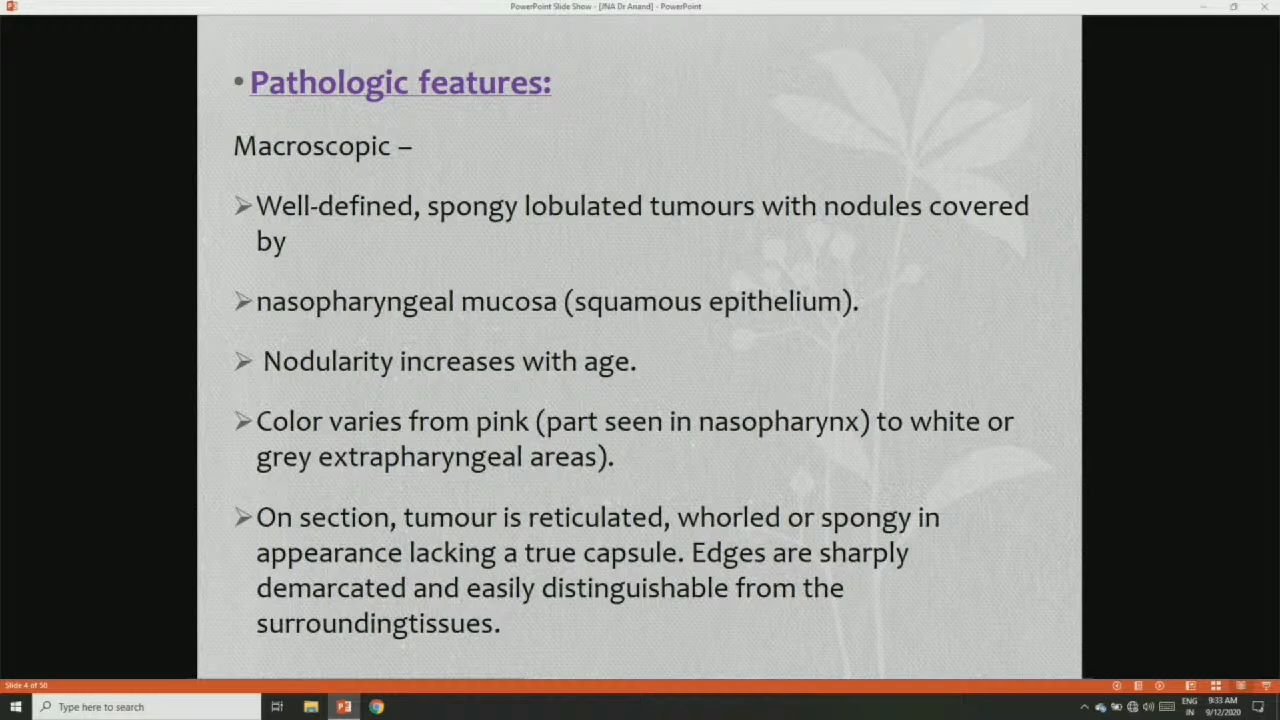 PowerPoint Slide Show - [JNA Dr Anand] - PowerPoint
• Pathologic features:
Macroscopic –
Well-defined, spongy lobulated tumours with nodules covered
by
nasopharyngeal mucosa (squamous epithelium).
Nodularity increases with age.
Color varies from pink (part seen in nasopharynx) to white or
grey extrapharyngeal areas).
On section, tumour is reticulated, whorled or spongy in
appearance lacking a true capsule. Edges are sharply
demarcated and easily distinguishable from the
surroundingtissues.
Slide 4 of 50
Type here to search
ENG
IN
9:33 AM
9/12/2020